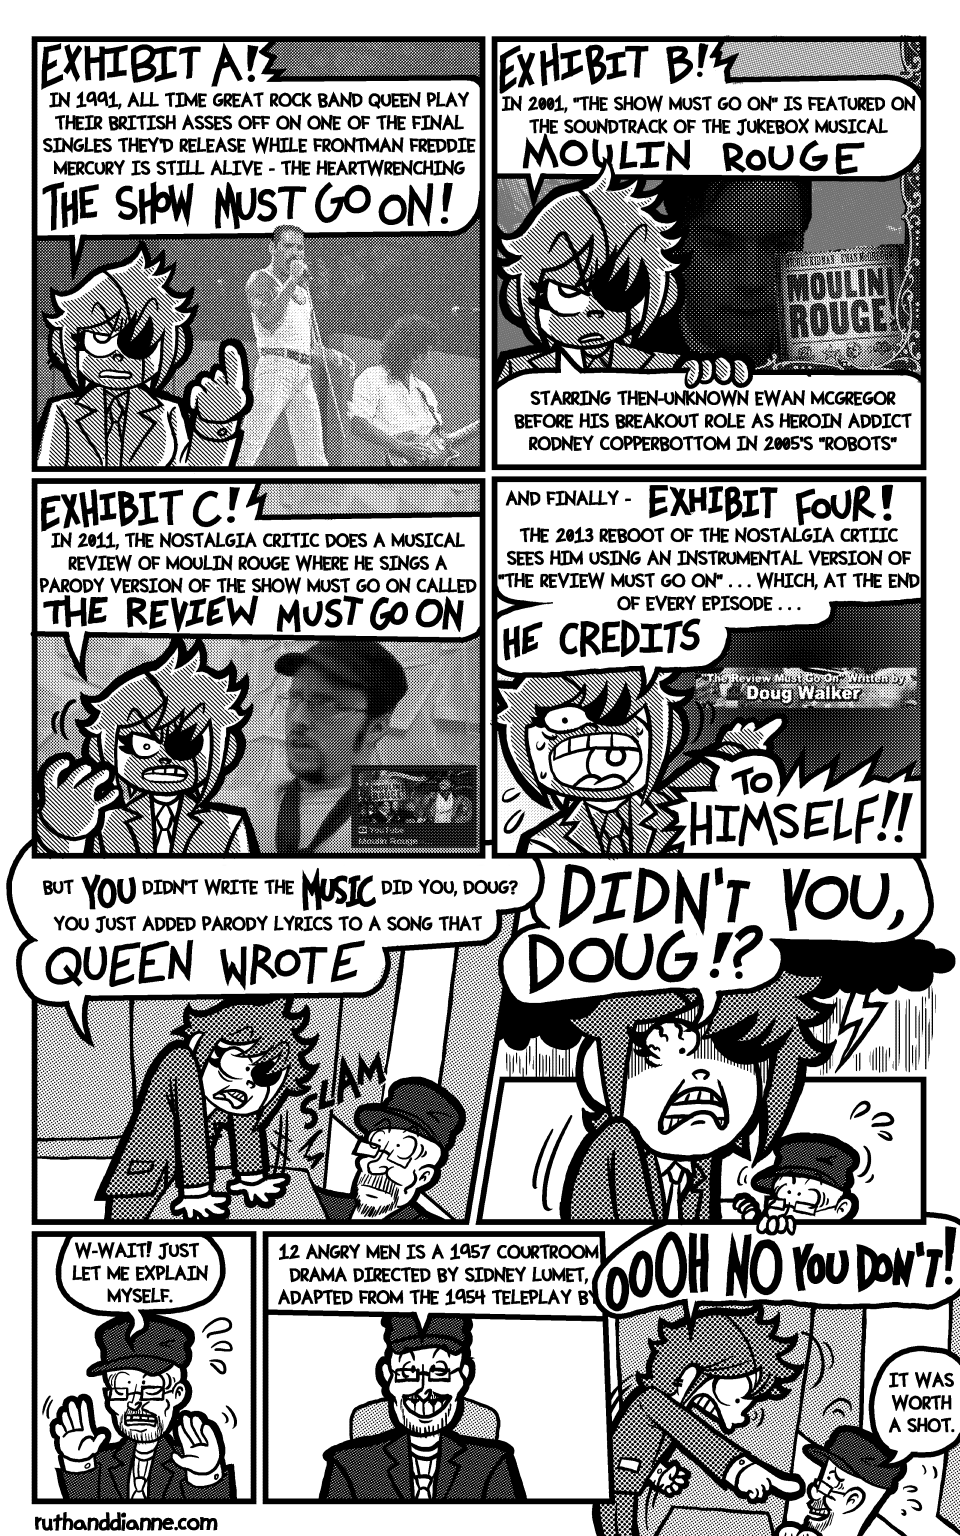 EXHIBIT A!
IN 1991, ALL TIME GREAT ROCK BAND QUEEN PLAY
THEIR BRITISH ASSES OFF ON ONE OF THE FINAL
SINGLES THEY'D RELEASE WHILE FRONTMAN FREDDIE
MERCURY IS STILL ALIVE - THE HEARTWRENCHING
THE SHOW MUST GO ON!
EXHIBIT B!
IN 2001, "THE SHOW MUST GO ON" IS FEATURED ON
THE SOUNDTRACK OF THE JUKEBOX MUSICAL
MOULIN ROUGE
NICOLE KIDMAN EWAN MCGREGOR
MOULIN
ROUGE
STARRING THEN-UNKNOWN EWAN MCGREGOR
BEFORE HIS BREAKOUT ROLE AS HEROIN ADDICT
RODNEY COPPERBOTTOM IN 2005'S "ROBOTS"
EXHIBIT C!
IN 2011, THE NOSTALGIA CRITIC DOES A MUSICAL
REVIEW OF MOULIN ROUGE WHERE HE SINGS A
PARODY VERSION OF THE SHOW MUST GO ON CALLED
THE REVIEW MUST GO ON
YouTube
Moulin Rouge
AND FINALLY - EXHIBIT FOUR!
THE 2013 REBOOT OF THE NOSTALGIA CRTIIC
SEES HIM USING AN INSTRUMENTAL VERSION OF
"THE REVIEW MUST GO ON" . . . WHICH, AT THE END
OF EVERY EPISODE . . .
HE CREDITS
"The Review Must Go On" Written by
Doug Walker
TO
HIMSELF!!
BUT YOU DIDN'T WRITE THE MUSIC DID YOU, DOUG?
YOU JUST ADDED PARODY LYRICS TO A SONG THAT
QUEEN WROTE
SLAM
DIDN'T YOU,
DOUG!?
W-WAIT! JUST
LET ME EXPLAIN
MYSELF.
12 ANGRY MEN IS A 1957 COURTROOM
DRAMA DIRECTED BY SIDNEY LUMET,
ADAPTED FROM THE 1954 TELEPLAY BY
OOOH NO YOU DON'T!
IT WAS
WORTH
A SHOT.
ruthanddianne.com